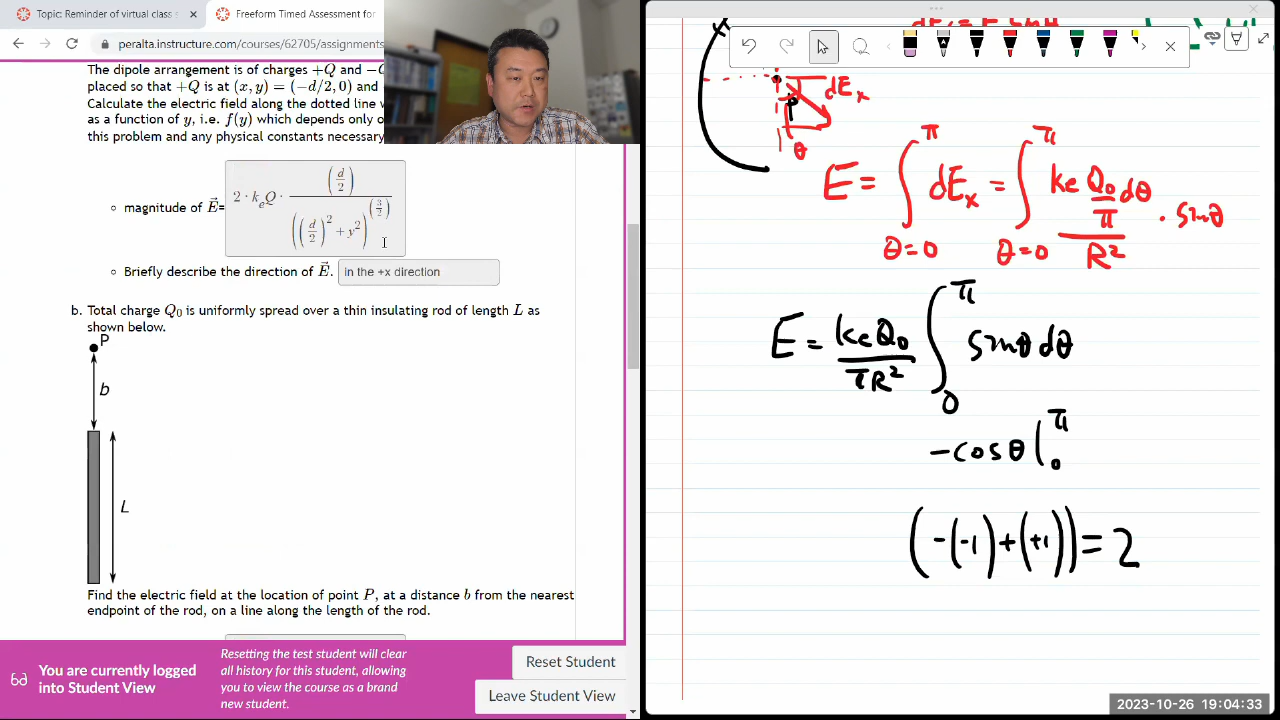 Topic: Reminder of virtual class s
Freeform Timed Assessment for
peralta.instructure.com/courses/62705/assignments
The dipole arrangement is of charges +Q and −
placed so that +Q is at (x, y) = (−d/2, 0) and
Calculate the electric field along the dotted line
as a function of y, i.e. f(y) which depends only o
this problem and any physical constants necessary
magnitude of E⃗= 2 · k_e Q · (d/2) / ((d/2)^2 + y^2)^(3/2)
Briefly describe the direction of E⃗. in the +x direction
b. Total charge Q₀ is uniformly spread over a thin insulating rod of length L as
shown below.
P
b
L
Find the electric field at the location of point P, at a distance b from the nearest
endpoint of the rod, on a line along the length of the rod.
You are currently logged
into Student View
Resetting the test student will clear
all history for this student, allowing
you to view the course as a brand
new student.
Reset Student
Leave Student View
dEx
P
θ
E = ∫_{θ=0}^{π} dEx = ∫_{θ=0}^{π} ke Q₀/π dθ / R² · sinθ
E = keQ₀/πR² ∫_0^π sinθ dθ
-cosθ |_0^π
(-(-1)+(+1)) = 2
2023-10-26 19:04:33